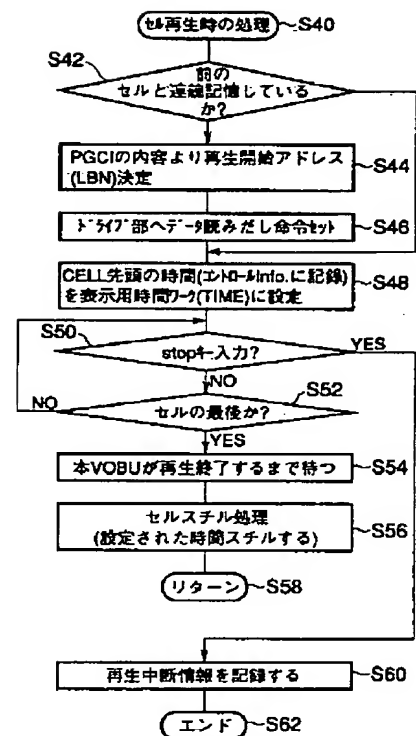 セル再生時の処理
S40
S42
前の
セルと連続記憶している
か?
PGCIの内容より再生開始アドレス
(LBN)決定
S44
ドライブ部へデータ読みだし命令セット
S46
CELL先頭の時間(エントロールInfo.に記録)
を表示用時間ワーク(TIME)に設定
S48
S50
stopキー入力?
YES
NO
S52
NO
セルの最後か?
YES
本VOBUが再生終了するまで待つ
S54
セルスチル処理
(設定された時間スチルする)
S56
リターン
S58
再生中断情報を記録する
S60
エンド
S62